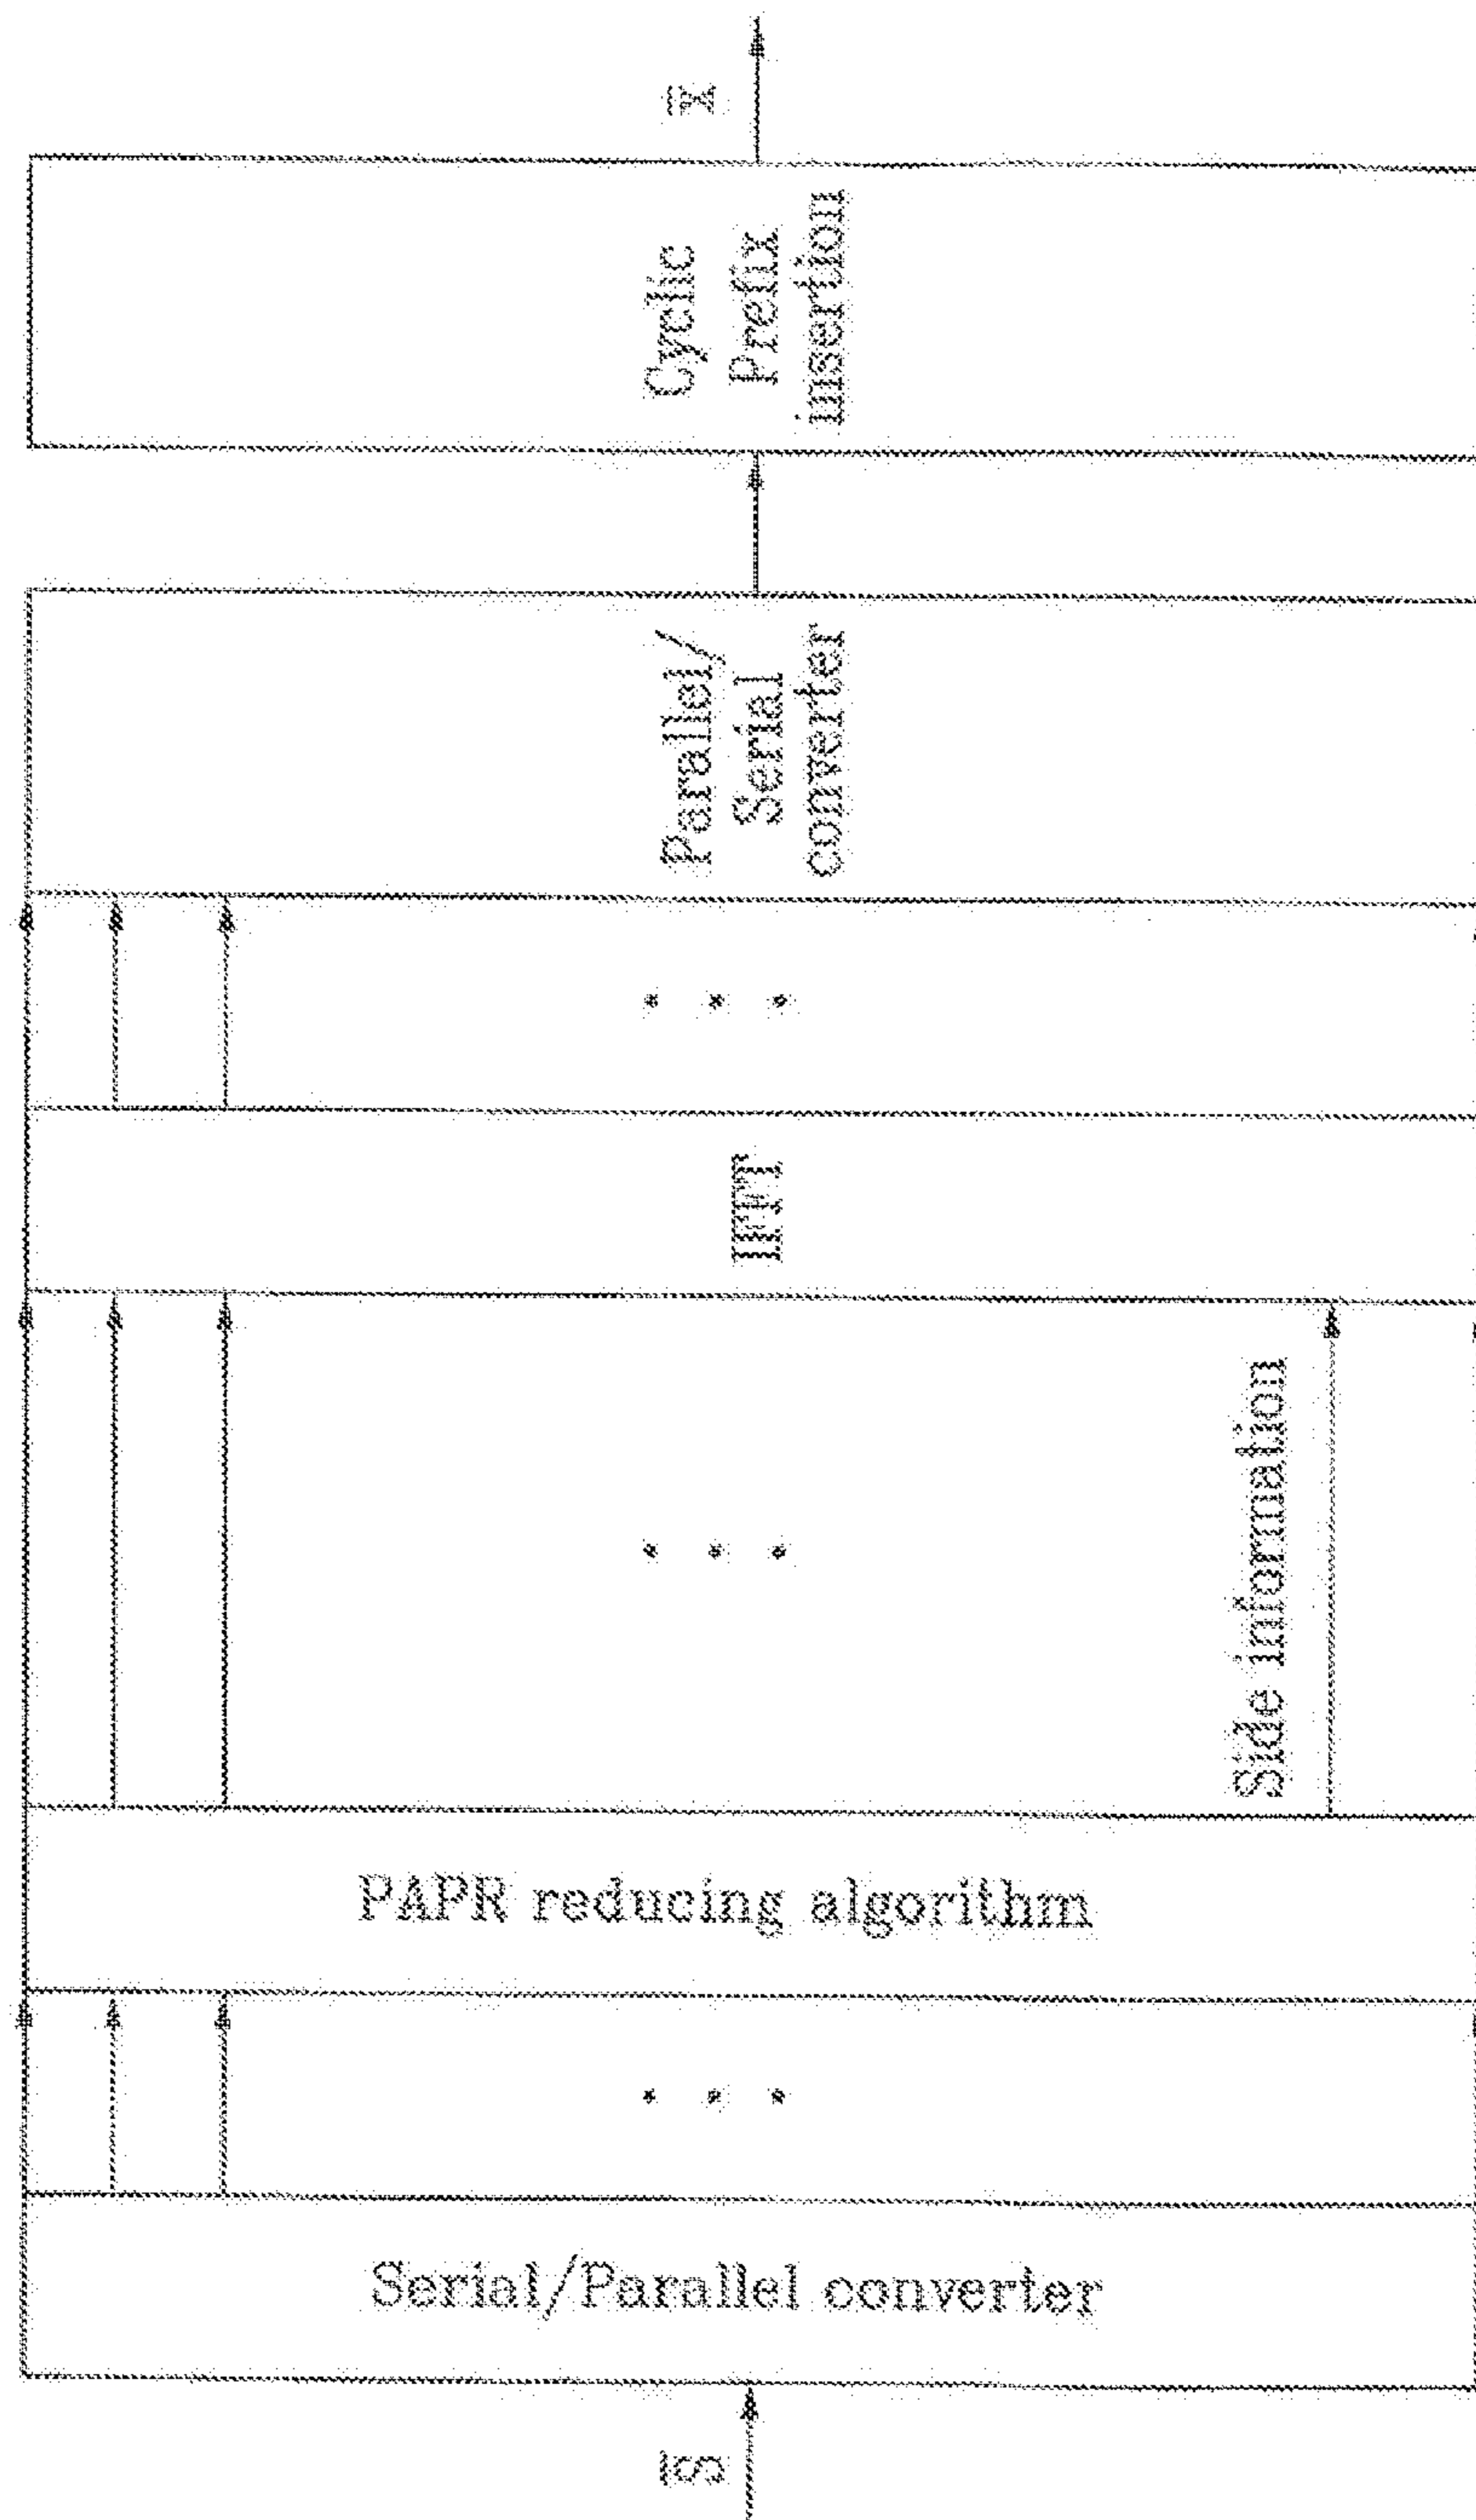 S
Serial/Parallel converter
PAPR reducing algorithm
Side information
IFFT
Parallel/
Serial
converter
Cyclic
Prefix
insertion
x